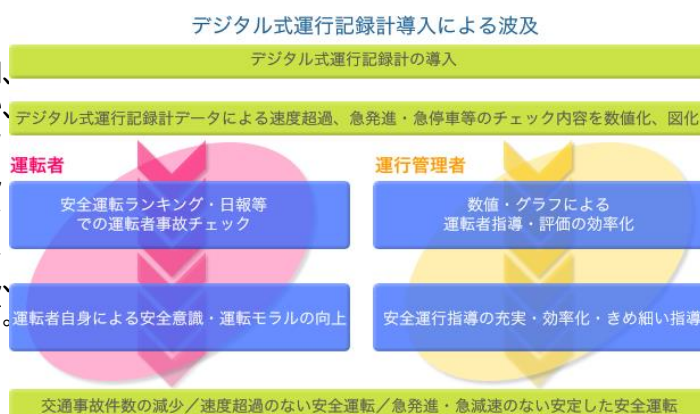 デジタル式運行記録計導入による波及
デジタル式運行記録計の導入
デジタル式運行記録計データによる速度超過、急発進・急停車等のチェック内容を数値化、図化
運転者
運行管理者
安全運転ランキング・日報等
での運転者事故チェック
数値・グラフによる
運転者指導・評価の効率化
運転者自身による安全意識・運転モラルの向上
安全運行指導の充実・効率化・きめ細い指導
交通事故件数の減少／速度超過のない安全運転／急発進・急減速のない安定した安全運転